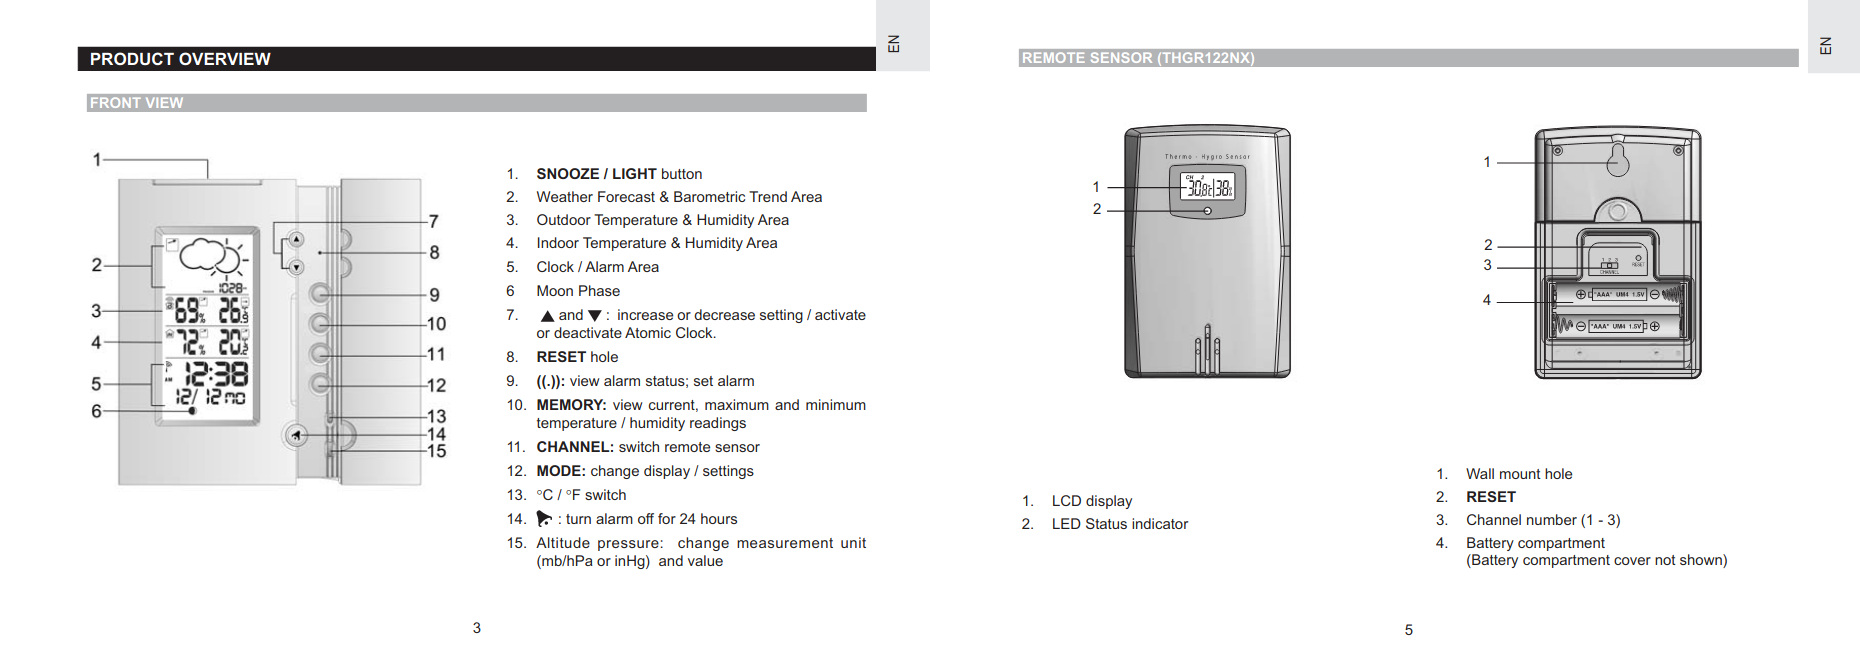 EN
PRODUCT OVERVIEW
FRONT VIEW
1
2
3
4
5
6
7
8
9
10
11
12
13
14
15
1028
69%
26.9
72%
20.2
AM
12:38
12/ 12 mo
1. SNOOZE / LIGHT button
2. Weather Forecast & Barometric Trend Area
3. Outdoor Temperature & Humidity Area
4. Indoor Temperature & Humidity Area
5. Clock / Alarm Area
6 Moon Phase
7. ▲ and ▼ : increase or decrease setting / activate
or deactivate Atomic Clock.
8. RESET hole
9. ((.)): view alarm status; set alarm
10. MEMORY: view current, maximum and minimum
temperature / humidity readings
11. CHANNEL: switch remote sensor
12. MODE: change display / settings
13. °C / °F switch
14. : turn alarm off for 24 hours
15. Altitude pressure: change measurement unit
(mb/hPa or inHg) and value
3
EN
REMOTE SENSOR (THGR122NX)
Thermo - Hygro Sensor
CH 2
30.8°C 38%
1
2
1. LCD display
2. LED Status indicator
1
2
3
4
1 2 3
CHANNEL
RESET
⊕ "AAA" UM4 1.5V ⊖
⊖ "AAA" UM4 1.5V ⊕
1. Wall mount hole
2. RESET
3. Channel number (1 - 3)
4. Battery compartment
(Battery compartment cover not shown)
5